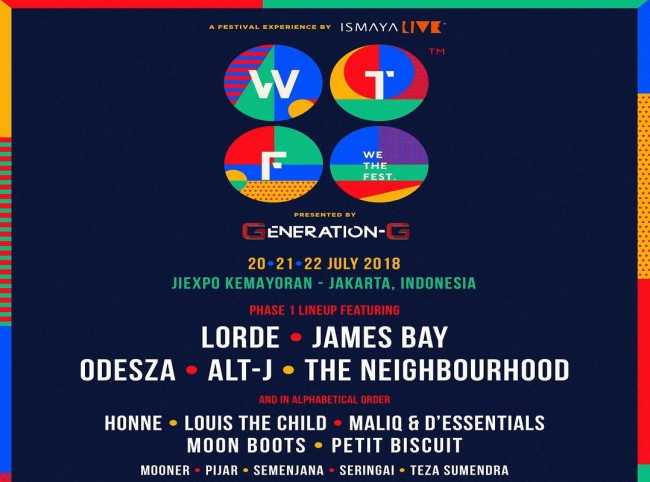 A FESTIVAL EXPERIENCE BY ISMAYA LIVE™
W T ™
F WE
THE
FEST.
PRESENTED BY
GENERATION-G
20•21•22 JULY 2018
JIEXPO KEMAYORAN - JAKARTA, INDONESIA
PHASE 1 LINEUP FEATURING
LORDE • JAMES BAY
ODESZA • ALT-J • THE NEIGHBOURHOOD
AND IN ALPHABETICAL ORDER
HONNE • LOUIS THE CHILD • MALIQ & D'ESSENTIALS
MOON BOOTS • PETIT BISCUIT
MOONER • PIJAR • SEMENJANA • SERINGAI • TEZA SUMENDRA